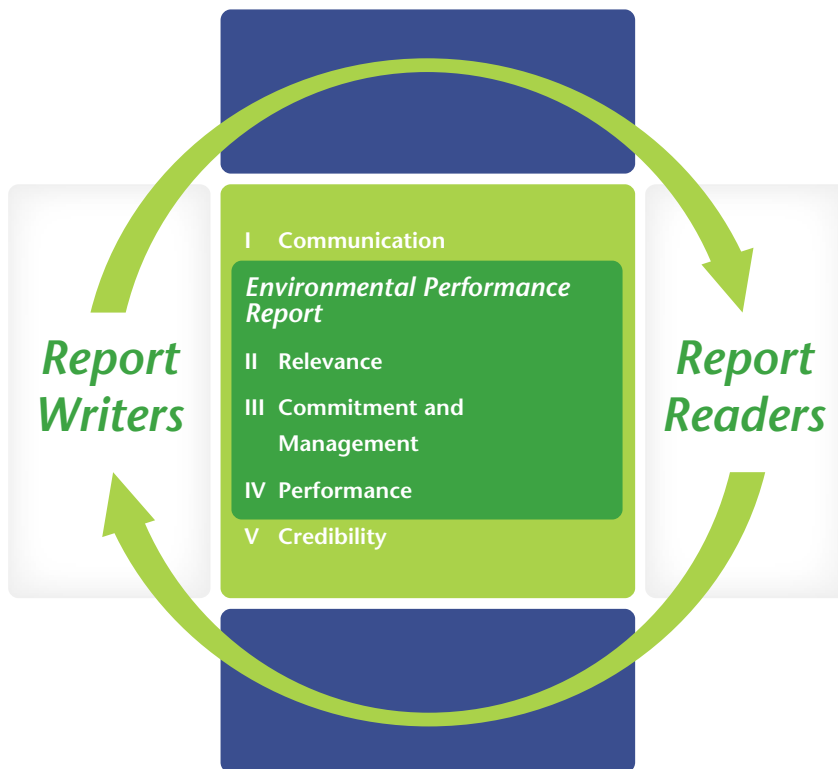 I Communication
Environmental Performance
Report
II Relevance
III Commitment and
Management
IV Performance
V Credibility
Report
Writers
Report
Readers